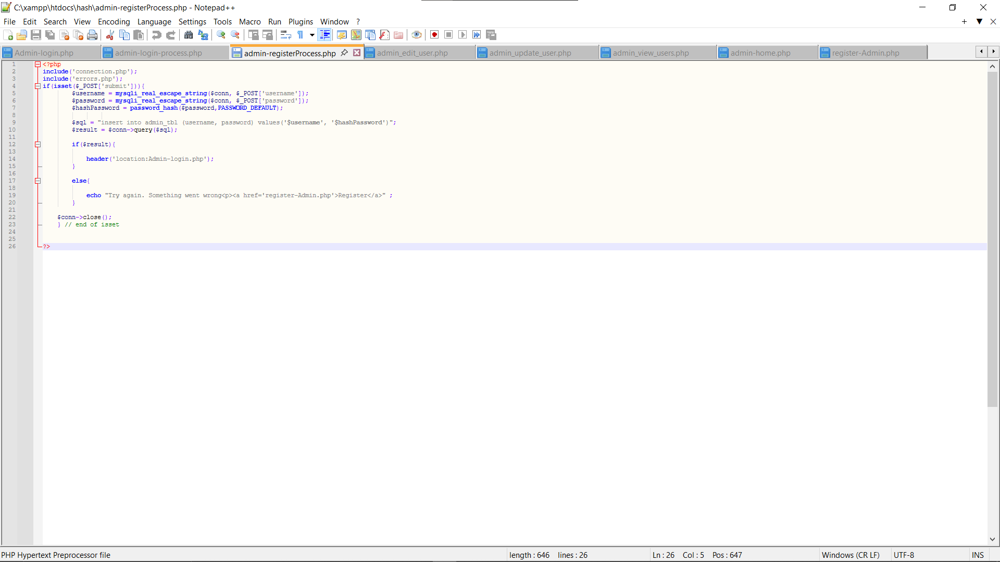 C:\xampp\htdocs\hash\admin-registerProcess.php - Notepad++
File Edit Search View Encoding Language Settings Tools Macro Run Plugins Window ?
Admin-login.php admin-login-process.php admin-registerProcess.php admin_edit_user.php admin_update_user.php admin_view_users.php admin-home.php register-Admin.php
1 <?php
2 include('connection.php');
3 include('errors.php');
4 if(isset($_POST['submit'])){
5 $username = mysqli_real_escape_string($conn, $_POST['username']);
6 $password = mysqli_real_escape_string($conn, $_POST['password']);
7 $hashPassword = password_hash($password,PASSWORD_DEFAULT);
8
9 $sql = "insert into admin_tbl (username, password) values('$username', '$hashPassword')";
10 $result = $conn->query($sql);
11
12 if($result){
13
14 header('location:Admin-login.php');
15 }
16
17 else{
18
19 echo "Try again. Something went wrong<p><a href='register-Admin.php'>Register</a>" ;
20 }
21
22 $conn->close();
23 } // end of isset
24
25
26 ?>
PHP Hypertext Preprocessor file length : 646 lines : 26 Ln : 26 Col : 5 Pos : 647 Windows (CR LF) UTF-8 INS